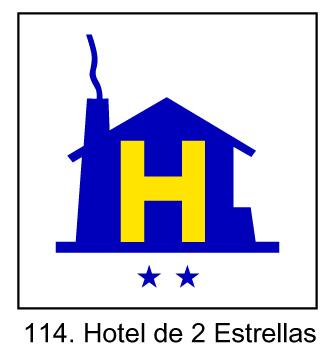 H
114. Hotel de 2 Estrellas